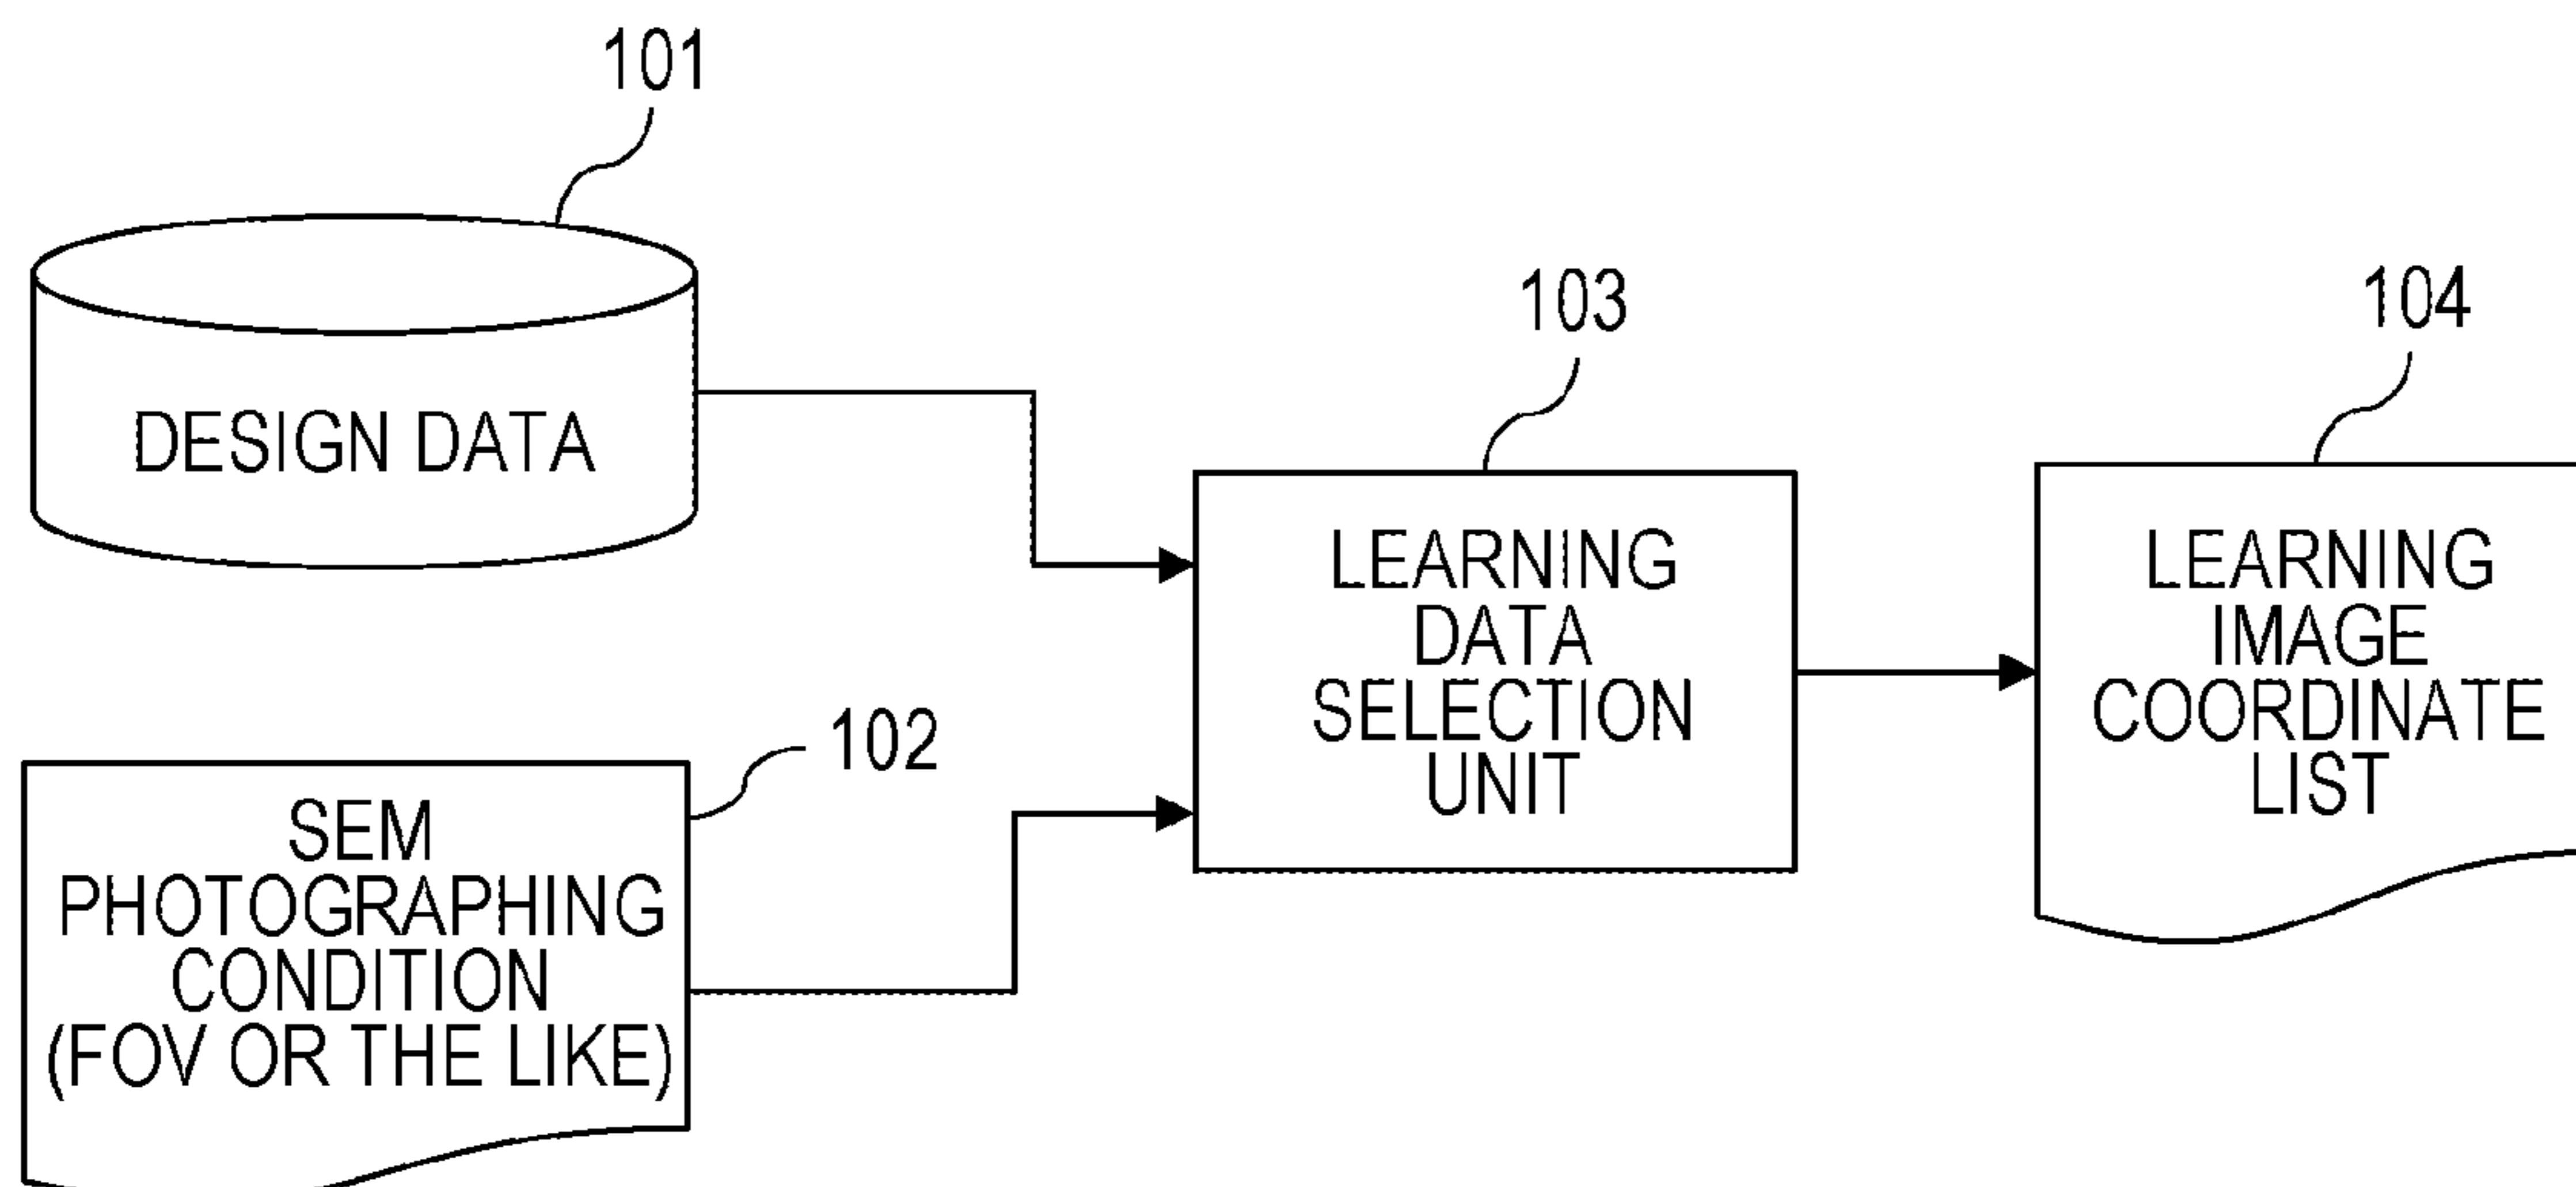 101
DESIGN DATA
102
SEM
PHOTOGRAPHING
CONDITION
(FOV OR THE LIKE)
103
LEARNING
DATA
SELECTION
UNIT
104
LEARNING
IMAGE
COORDINATE
LIST